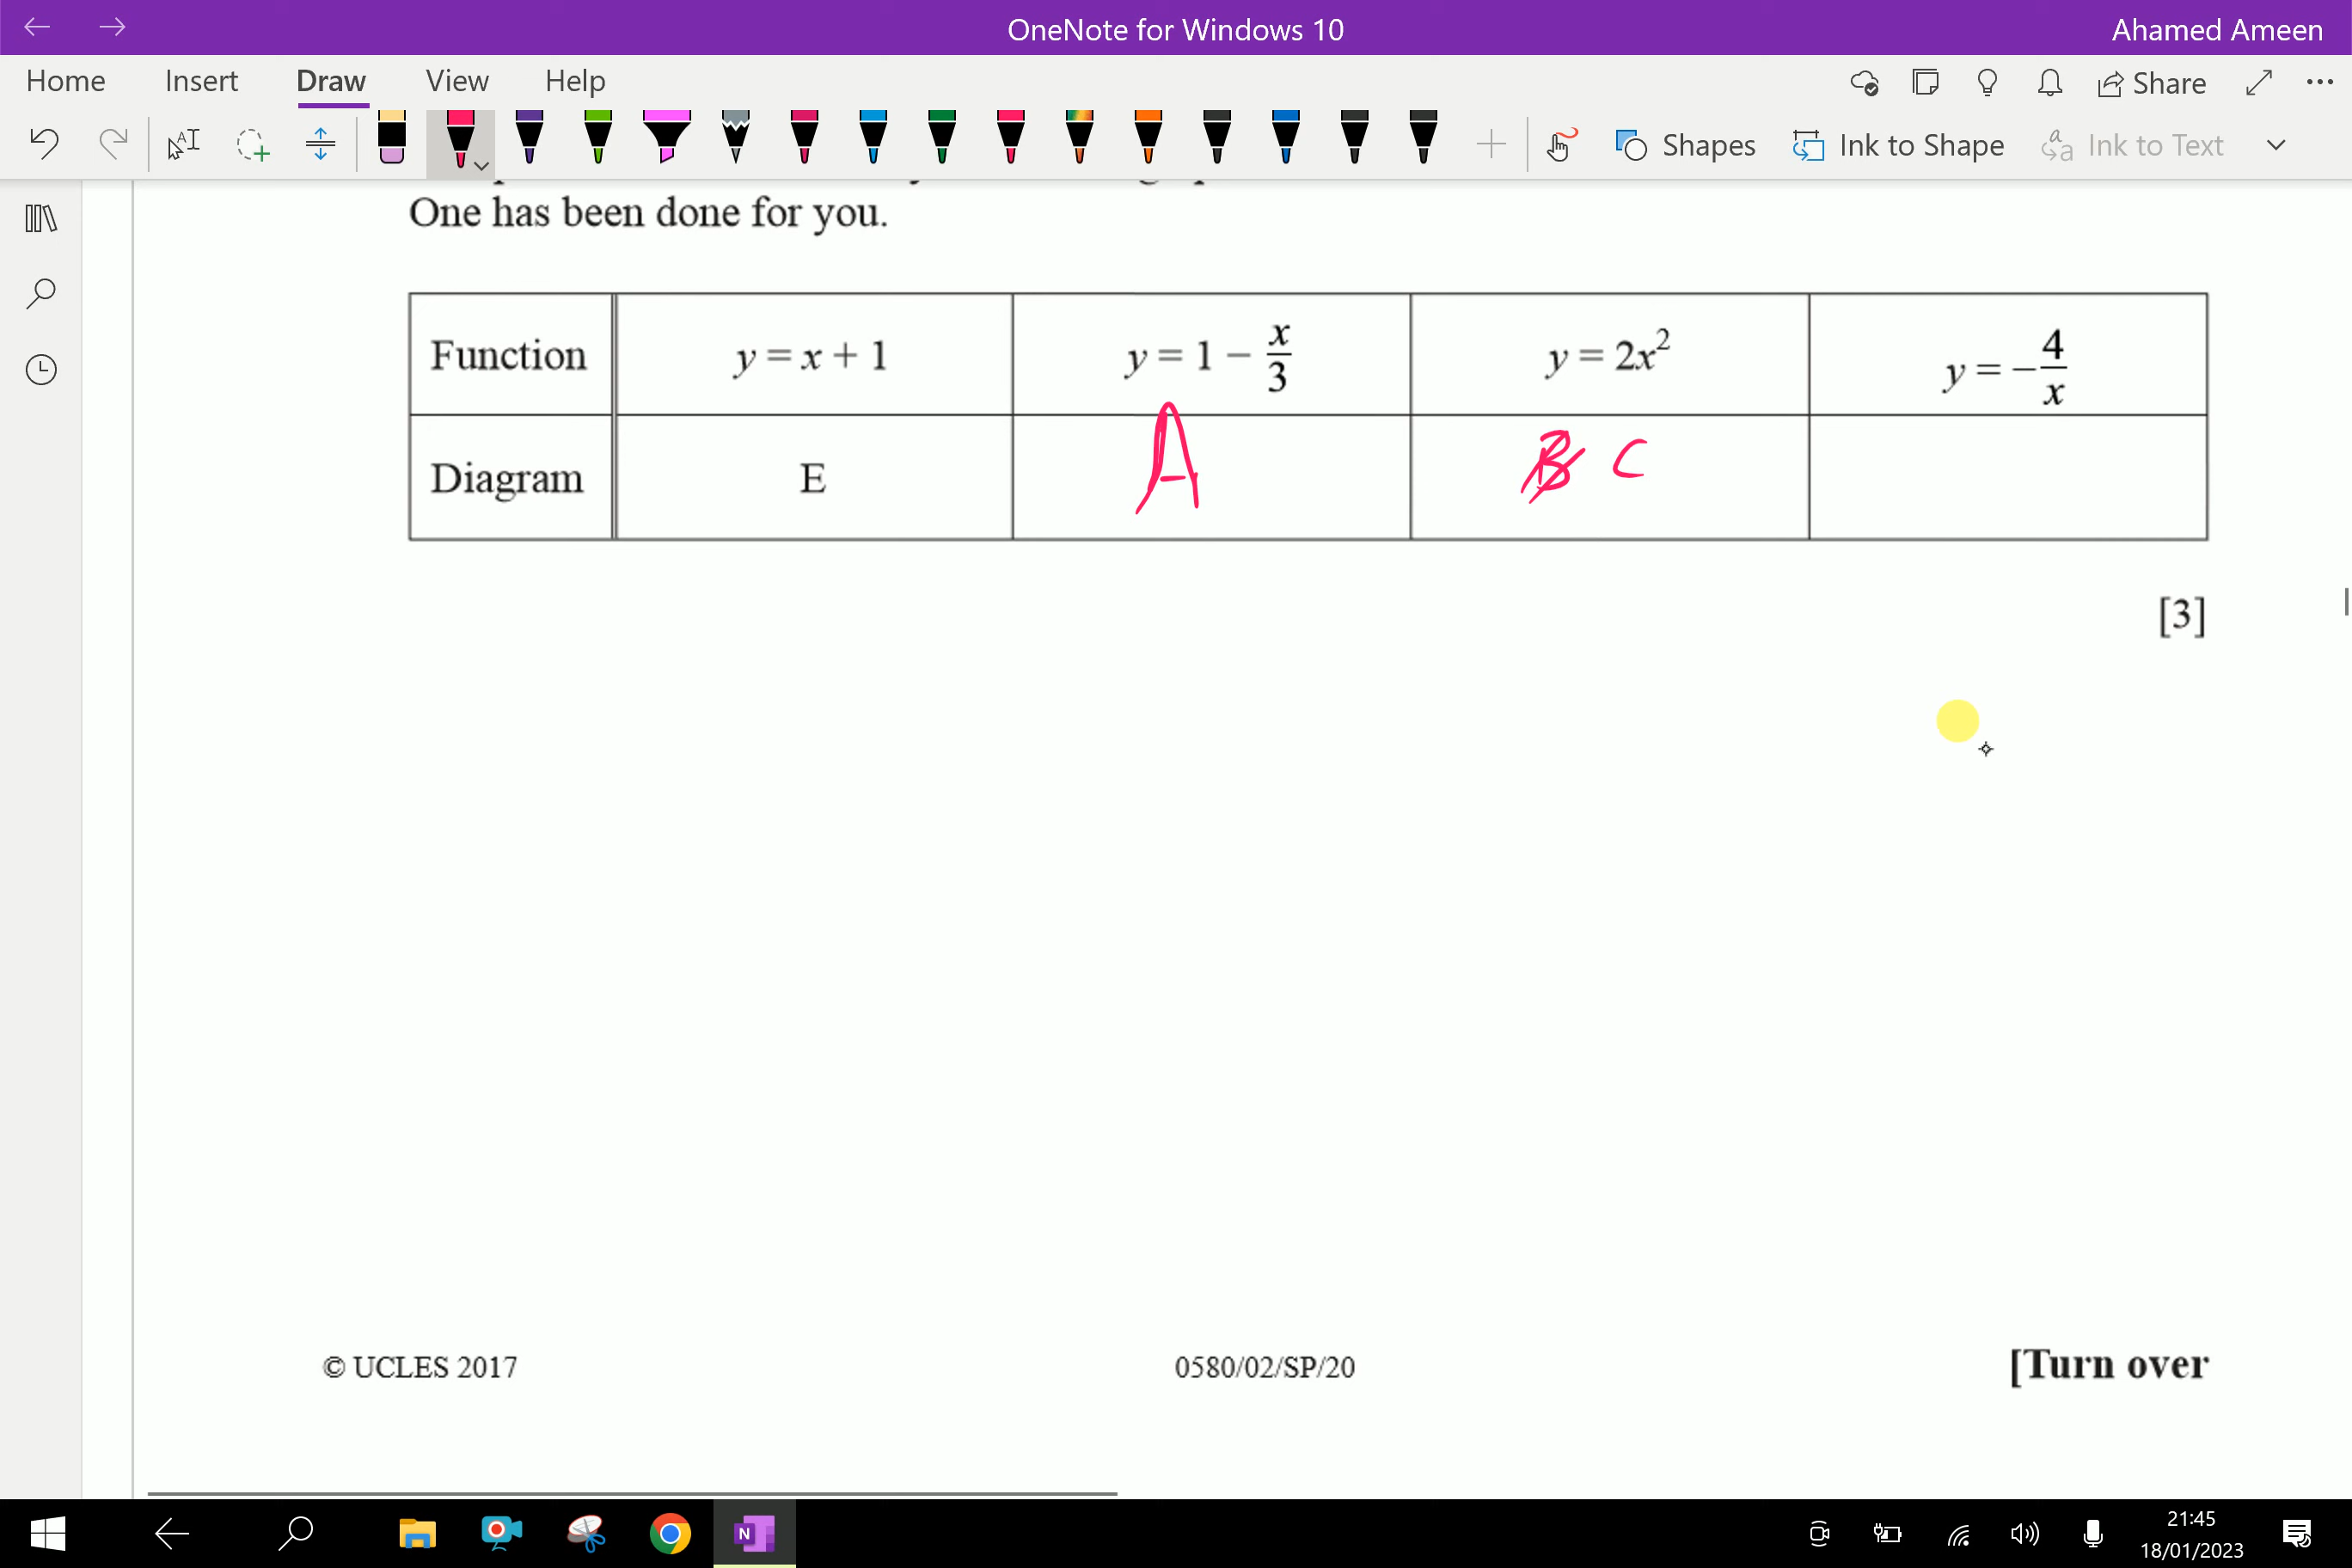 OneNote for Windows 10
Ahamed Ameen
Home Insert Draw View Help
Share
Shapes Ink to Shape Ink to Text
One has been done for you.
Function y = x + 1 y = 1 − x/3 y = 2x² y = −4/x
Diagram E A B C
[3]
© UCLES 2017 0580/02/SP/20 [Turn over
N
21:45
18/01/2023